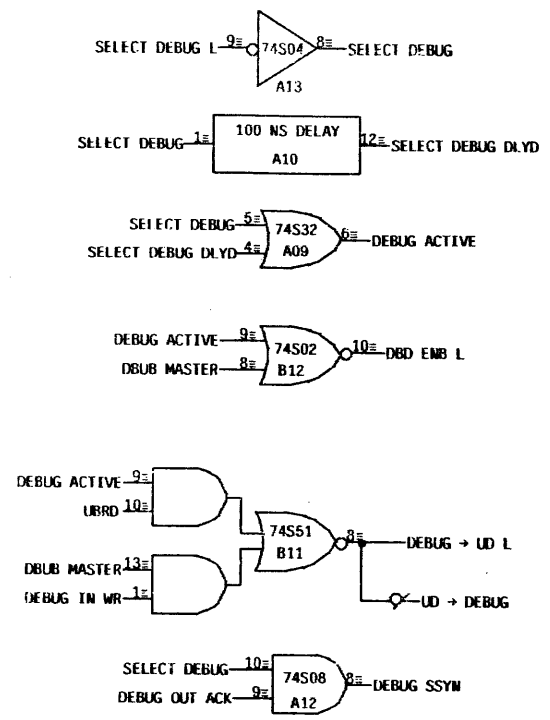 SELECT DEBUG L 9 74S04 8 SELECT DEBUG
A13
100 NS DELAY
SELECT DEBUG 1 12 SELECT DEBUG DLYD
A10
SELECT DEBUG 5 74S32 6 DEBUG ACTIVE
SELECT DEBUG DLYD 4 A09
DEBUG ACTIVE 9 74S02 10 DBD ENB L
DBUB MASTER 8 B12
DEBUG ACTIVE 9
UBRD 10
74S51 8 DEBUG → UD L
B11
DBUB MASTER 13
DEBUG IN WR 1
UD → DEBUG
SELECT DEBUG 10 74S08 8 DEBUG SSYN
DEBUG OUT ACK 9 A12